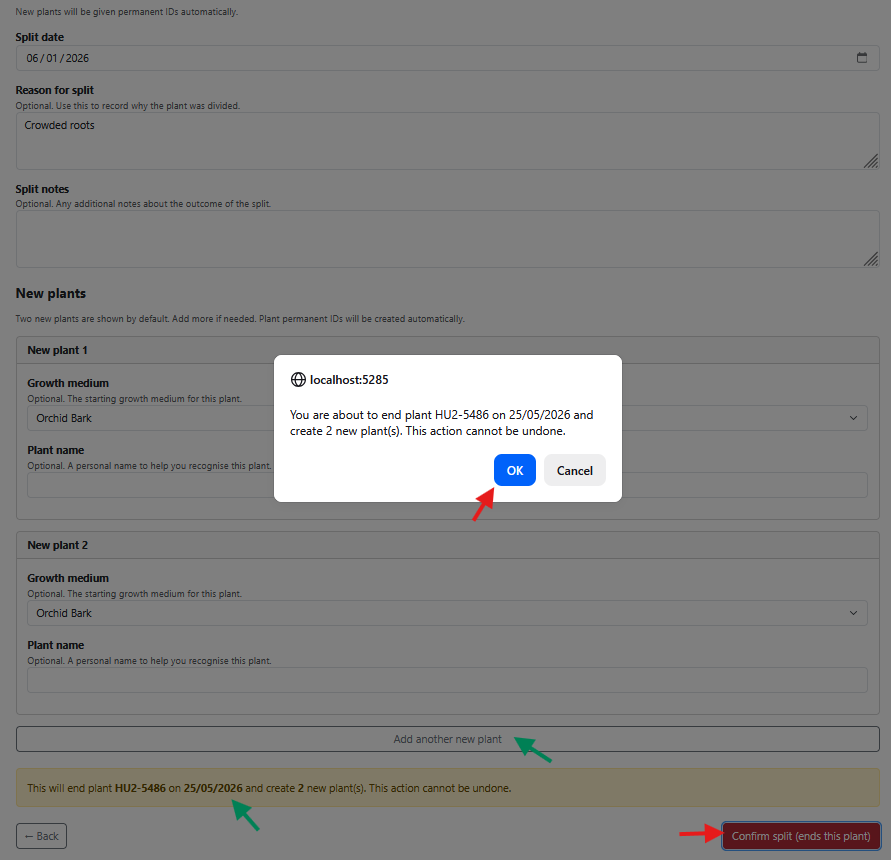 New plants will be given permanent IDs automatically.
Split date
06/01/2026
Reason for split
Optional. Use this to record why the plant was divided.
Crowded roots
Split notes
Optional. Any additional notes about the outcome of the split.
New plants
Two new plants are shown by default. Add more if needed. Plant permanent IDs will be created automatically.
New plant 1
Growth medium
Optional. The starting growth medium for this plant.
Orchid Bark
Plant name
Optional. A personal name to help you recognise this plant.
localhost:5285
You are about to end plant HU2-5486 on 25/05/2026 and
create 2 new plant(s). This action cannot be undone.
OK
Cancel
New plant 2
Growth medium
Optional. The starting growth medium for this plant.
Orchid Bark
Plant name
Optional. A personal name to help you recognise this plant.
Add another new plant
This will end plant HU2-5486 on 25/05/2026 and create 2 new plant(s). This action cannot be undone.
← Back
Confirm split (ends this plant)